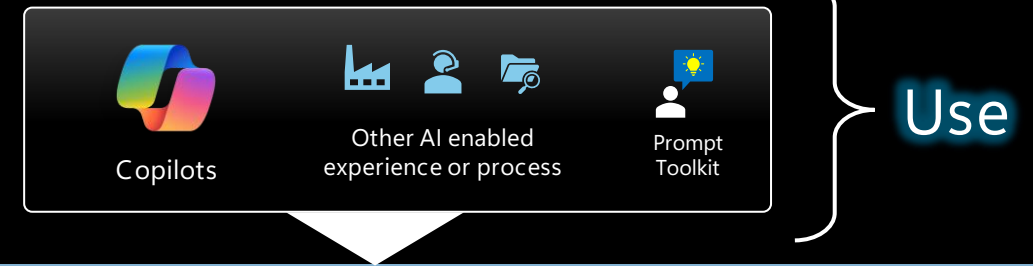 Copilots
Other AI enabled
experience or process
Prompt
Toolkit
Use